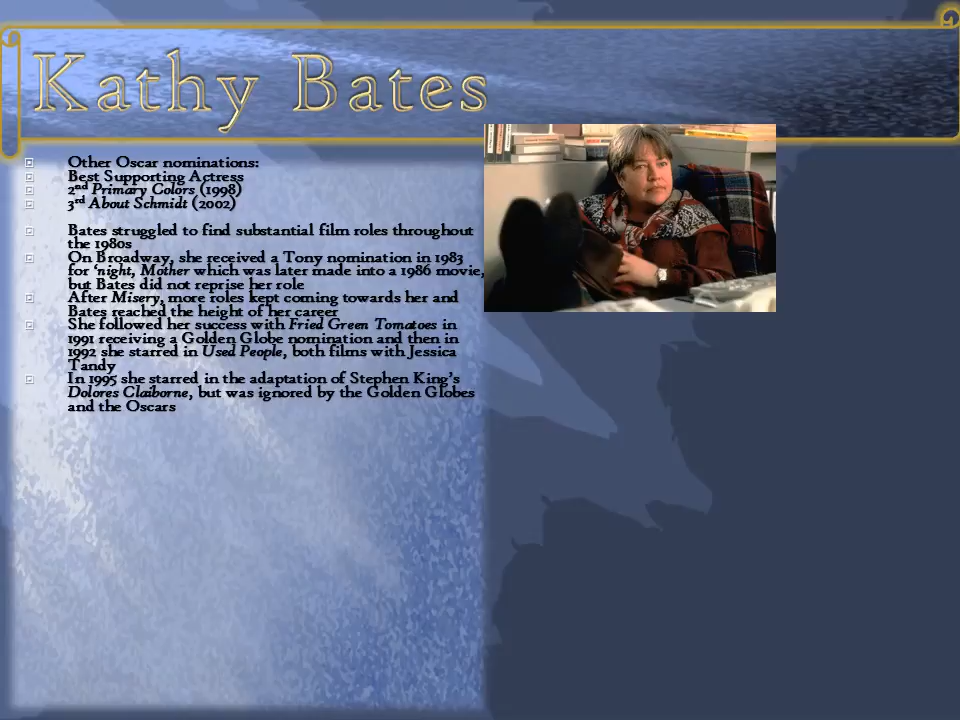 Kathy Bates
Other Oscar nominations:
Best Supporting Actress
2nd Primary Colors (1998)
3rd About Schmidt (2002)
Bates struggled to find substantial film roles throughout
the 1980s
On Broadway, she received a Tony nomination in 1983
for ‘night, Mother which was later made into a 1986 movie,
but Bates did not reprise her role
After Misery, more roles kept coming towards her and
Bates reached the height of her career
She followed her success with Fried Green Tomatoes in
1991 receiving a Golden Globe nomination and then in
1992 she starred in Used People, both films with Jessica
Tandy
In 1995 she starred in the adaptation of Stephen King’s
Dolores Claiborne, but was ignored by the Golden Globes
and the Oscars